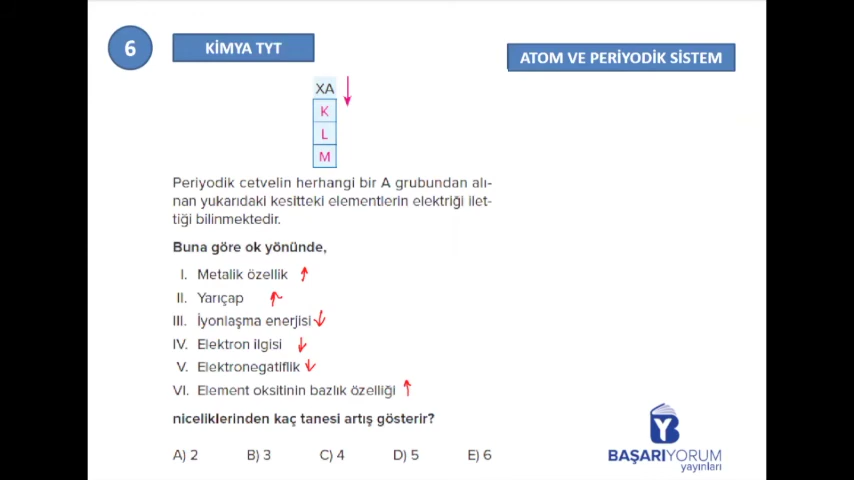 6
KİMYA TYT
ATOM VE PERİYODİK SİSTEM
XA
K
L
M
Periyodik cetvelin herhangi bir A grubundan alı-
nan yukarıdaki kesitteki elementlerin elektriği ilet-
tiği bilinmektedir.
Buna göre ok yönünde,
I. Metalik özellik ↑
II. Yarıçap ↑
III. İyonlaşma enerjisi ↓
IV. Elektron ilgisi ↓
V. Elektronegatiflik ↓
VI. Element oksitinin bazlık özelliği ↑
niceliklerinden kaç tanesi artış gösterir?
A) 2 B) 3 C) 4 D) 5 E) 6
BAŞARIYORUM
yayınları